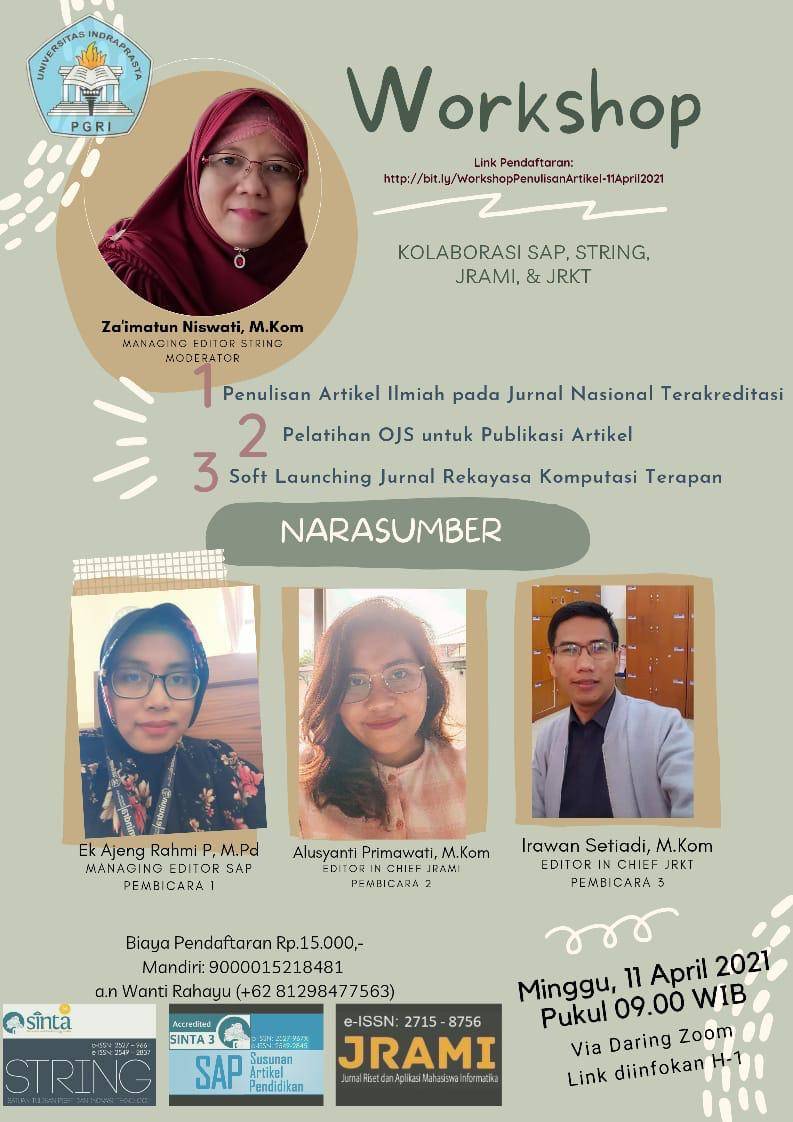 UNIVERSITAS INDRAPRASTA
PGRI
Workshop
Link Pendaftaran:
http://bit.ly/WorkshopPenulisanArtikel-11April2021
KOLABORASI SAP, STRING,
JRAMI, & JRKT
Za'imatun Niswati, M.Kom
MANAGING EDITOR STRING
MODERATOR
1 Penulisan Artikel Ilmiah pada Jurnal Nasional Terakreditasi
2 Pelatihan OJS untuk Publikasi Artikel
3 Soft Launching Jurnal Rekayasa Komputasi Terapan
NARASUMBER
Ek Ajeng Rahmi P, M.Pd
MANAGING EDITOR SAP
PEMBICARA 1
Alusyanti Primawati, M.Kom
EDITOR IN CHIEF JRAMI
PEMBICARA 2
Irawan Setiadi, M.Kom
EDITOR IN CHIEF JRKT
PEMBICARA 3
Biaya Pendaftaran Rp.15.000,-
Mandiri: 9000015218481
a.n Wanti Rahayu (+62 81298477563)
Minggu, 11 April 2021
Pukul 09.00 WIB
Via Daring Zoom
Link diinfokan H-1
sinta
STRING
Accredited
SINTA 3
SAP
Susunan
Artikel
Pendidikan
e-ISSN: 2715 - 8756
JRAMI
Jurnal Riset dan Aplikasi Mahasiswa Informatika